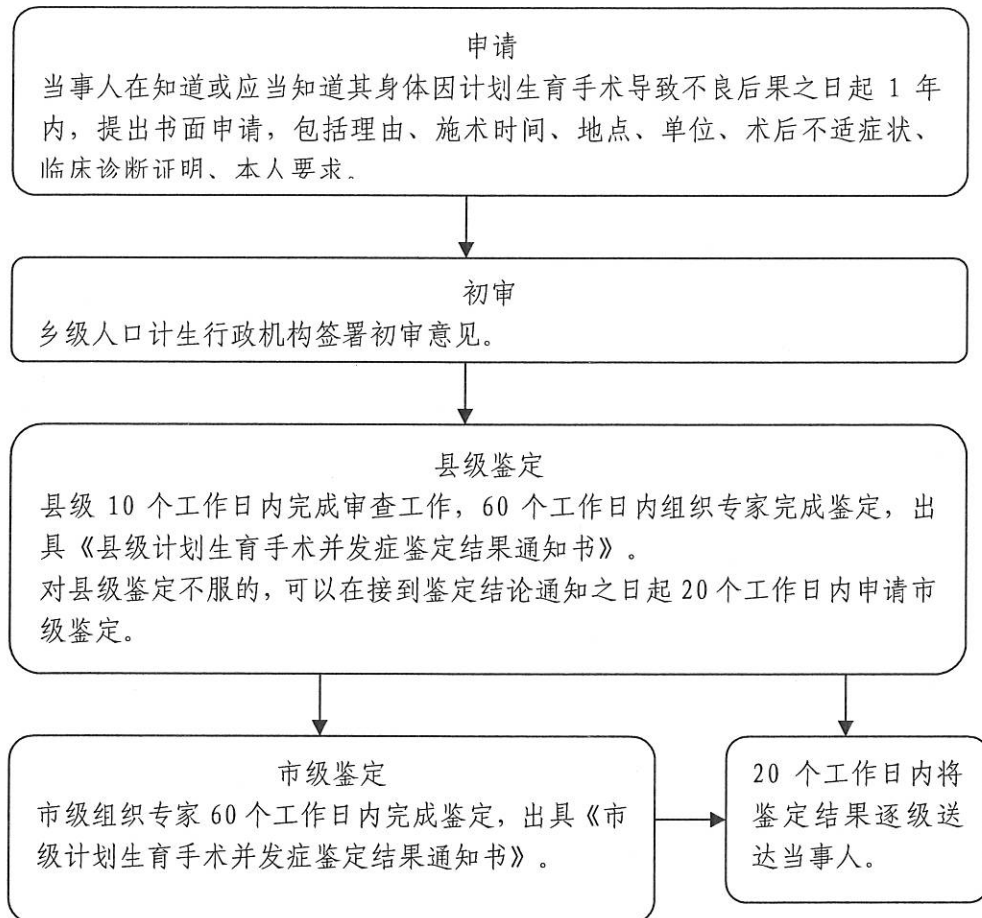 申请
当事人在知道或应当知道其身体因计划生育手术导致不良后果之日起 1 年
内，提出书面申请，包括理由、施术时间、地点、单位、术后不适症状、
临床诊断证明、本人要求。
初审
乡级人口计生行政机构签署初审意见。
县级鉴定
县级 10 个工作日内完成审查工作，60 个工作日内组织专家完成鉴定，出
具《县级计划生育手术并发症鉴定结果通知书》。
对县级鉴定不服的，可以在接到鉴定结论通知之日起 20 个工作日内申请市
级鉴定。
市级鉴定
市级组织专家 60 个工作日内完成鉴定，出具《市
级计划生育手术并发症鉴定结果通知书》。
20 个工作日内将
鉴定结果逐级送
达当事人。